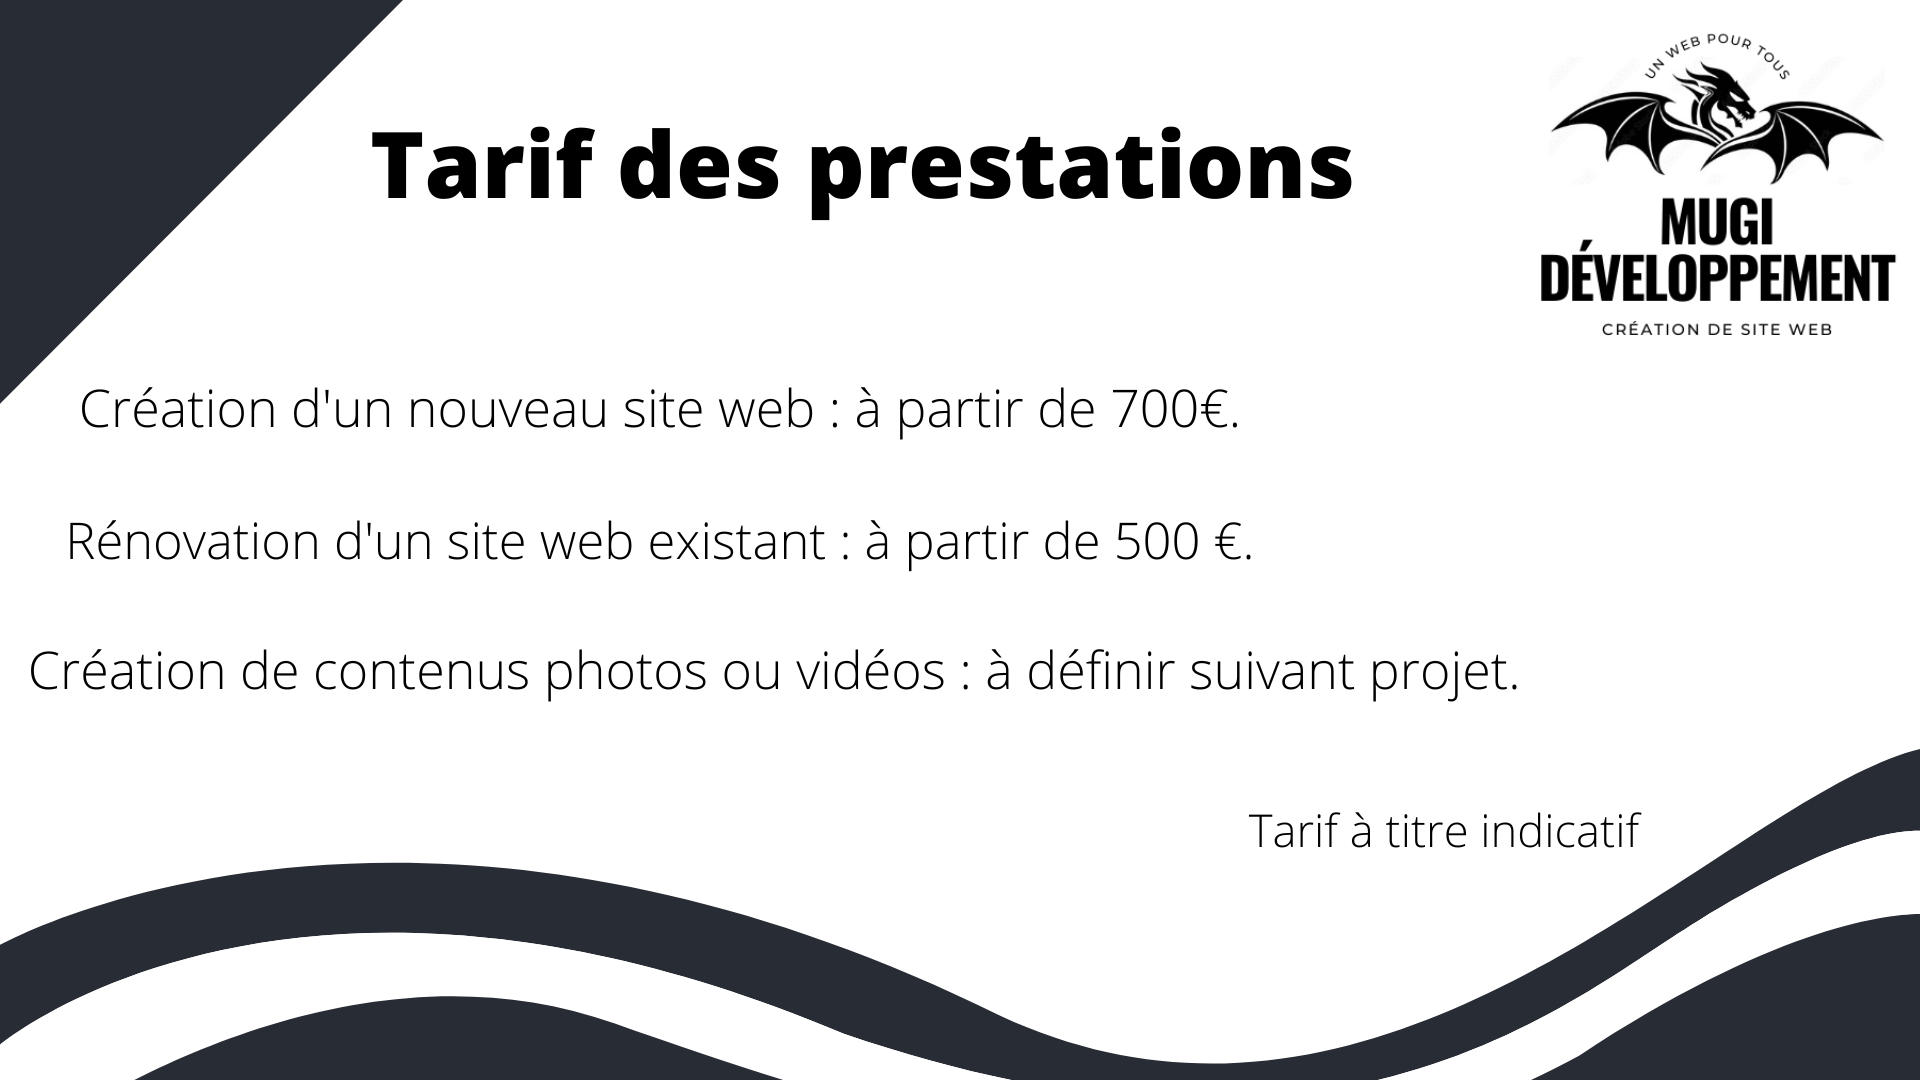 UN WEB POUR TOUS
Tarif des prestations
MUGI
DÉVELOPPEMENT
CRÉATION DE SITE WEB
Création d'un nouveau site web : à partir de 700€.
Rénovation d'un site web existant : à partir de 500 €.
Création de contenus photos ou vidéos : à définir suivant projet.
Tarif à titre indicatif